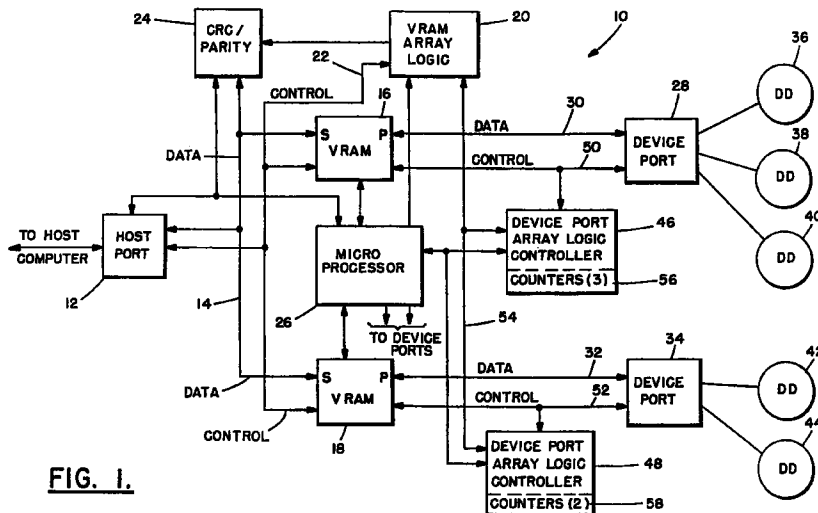 24
CRC/
PARITY
20
VRAM
ARRAY
LOGIC
10
36
DD
22
CONTROL
16
S P
VRAM
DATA
30
28
DEVICE
PORT
38
DD
CONTROL
50
DATA
40
DD
TO HOST
COMPUTER
HOST
PORT
12
14
MICRO
PROCESSOR
26
TO DEVICE
PORTS
DEVICE PORT
ARRAY LOGIC
CONTROLLER
COUNTERS (3)
46
56
54
DATA
32
34
DEVICE
PORT
42
DD
S P
VRAM
18
DATA
CONTROL
CONTROL
52
44
DD
DEVICE PORT
ARRAY LOGIC
CONTROLLER
COUNTERS (2)
48
58
FIG. 1.